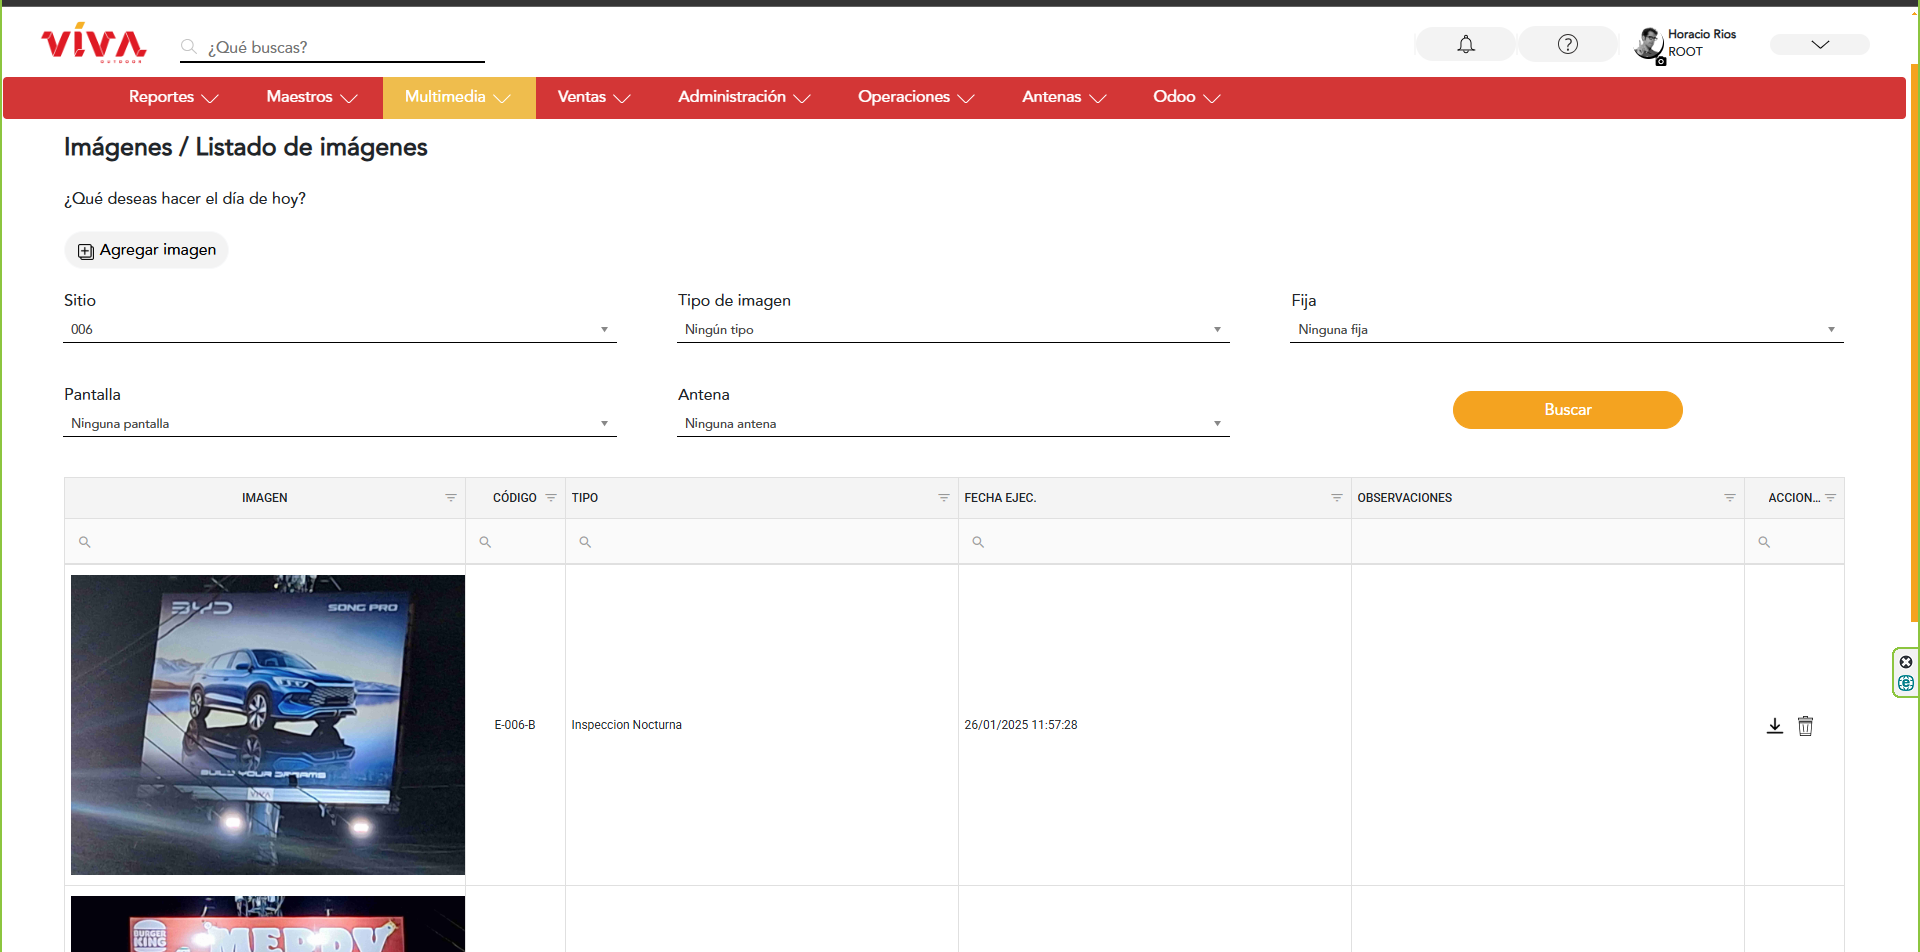 VIVA
OUTDOOR
¿Qué buscas?
Horacio Rios
ROOT
Reportes
Maestros
Multimedia
Ventas
Administración
Operaciones
Antenas
Odoo
Imágenes / Listado de imágenes
¿Qué deseas hacer el día de hoy?
Agregar imagen
Sitio
Tipo de imagen
Fija
006
Ningún tipo
Ninguna fija
Pantalla
Antena
Ninguna pantalla
Ninguna antena
Buscar
IMAGEN
CÓDIGO
TIPO
FECHA EJEC.
OBSERVACIONES
ACCION...
BYD
SONG PRO
BUILD YOUR DREAMS
VIVA
E-006-B
Inspeccion Nocturna
26/01/2025 11:57:28
BURGER
KING
MERDY